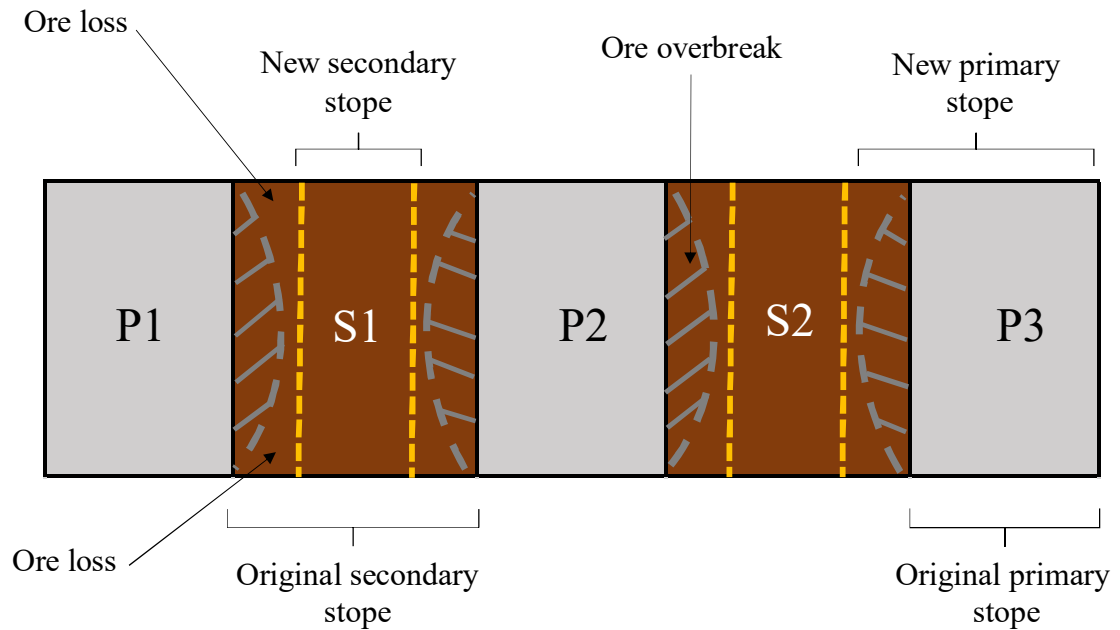 Ore loss
New secondary
stope
Ore overbreak
New primary
stope
P1
S1
P2
S2
P3
Ore loss
Original secondary
stope
Original primary
stope